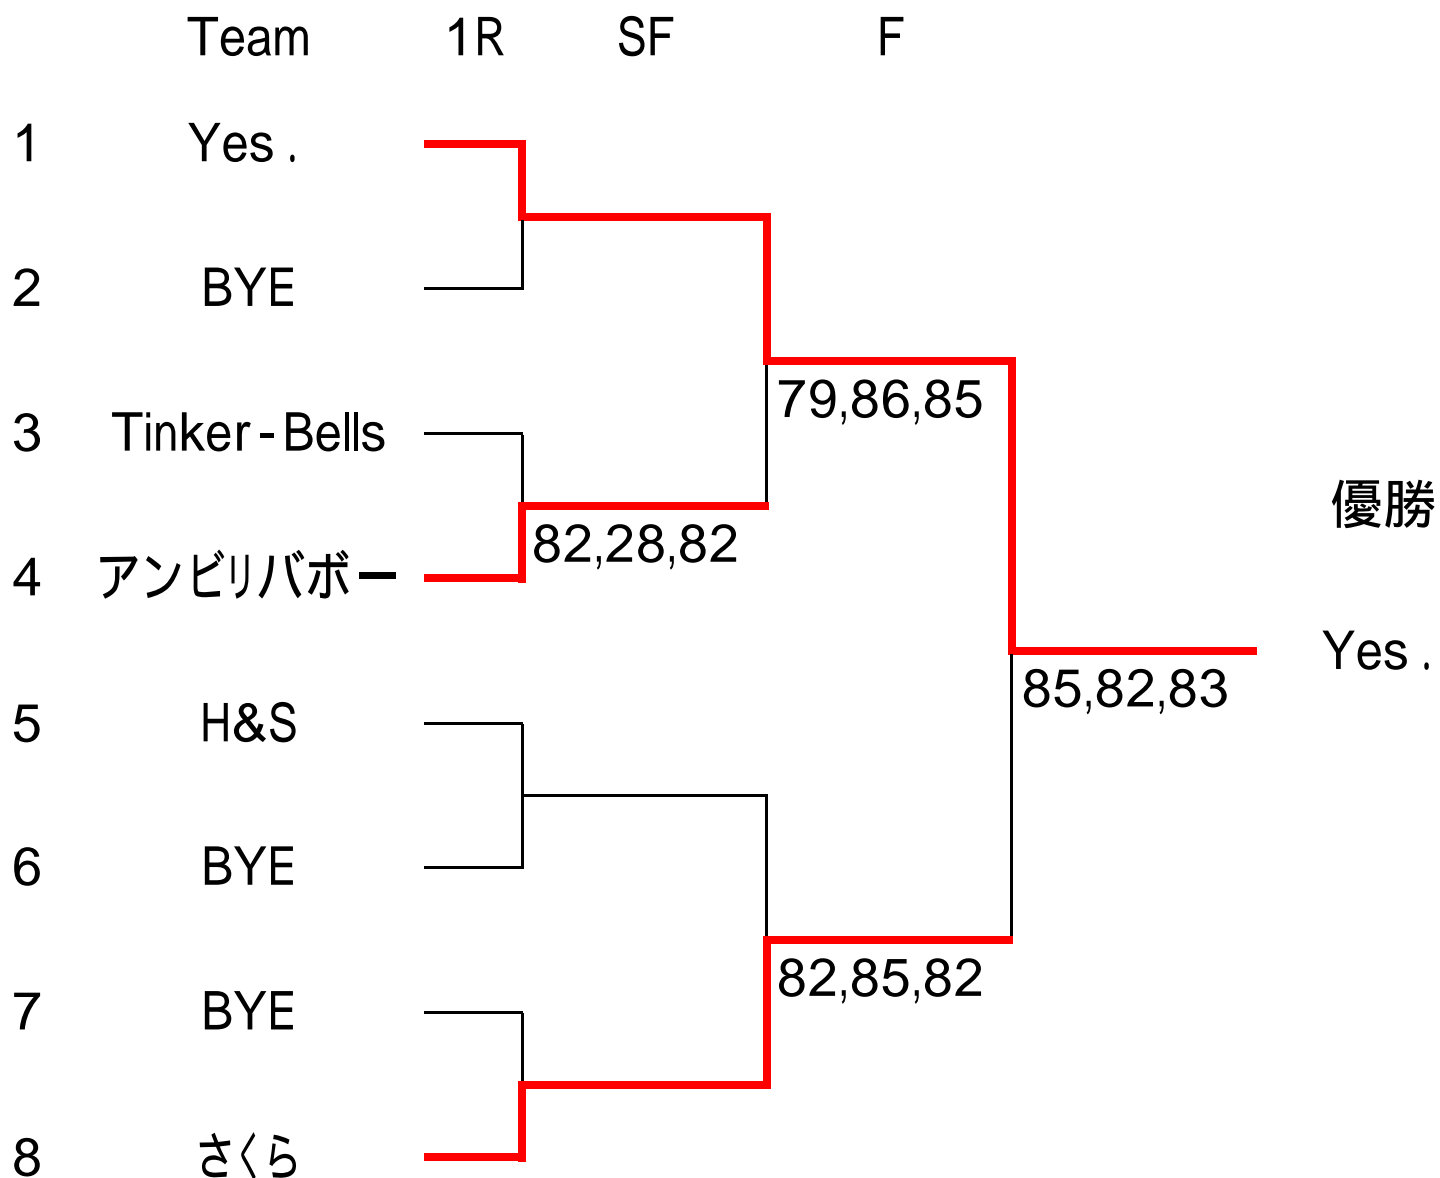 Team 1R SF F
1 Yes .
2 BYE
79,86,85
3 Tinker-Bells
優勝
82,28,82
4 アンビリバボー
Yes .
85,82,83
5 H&S
6 BYE
82,85,82
7 BYE
8 さくら